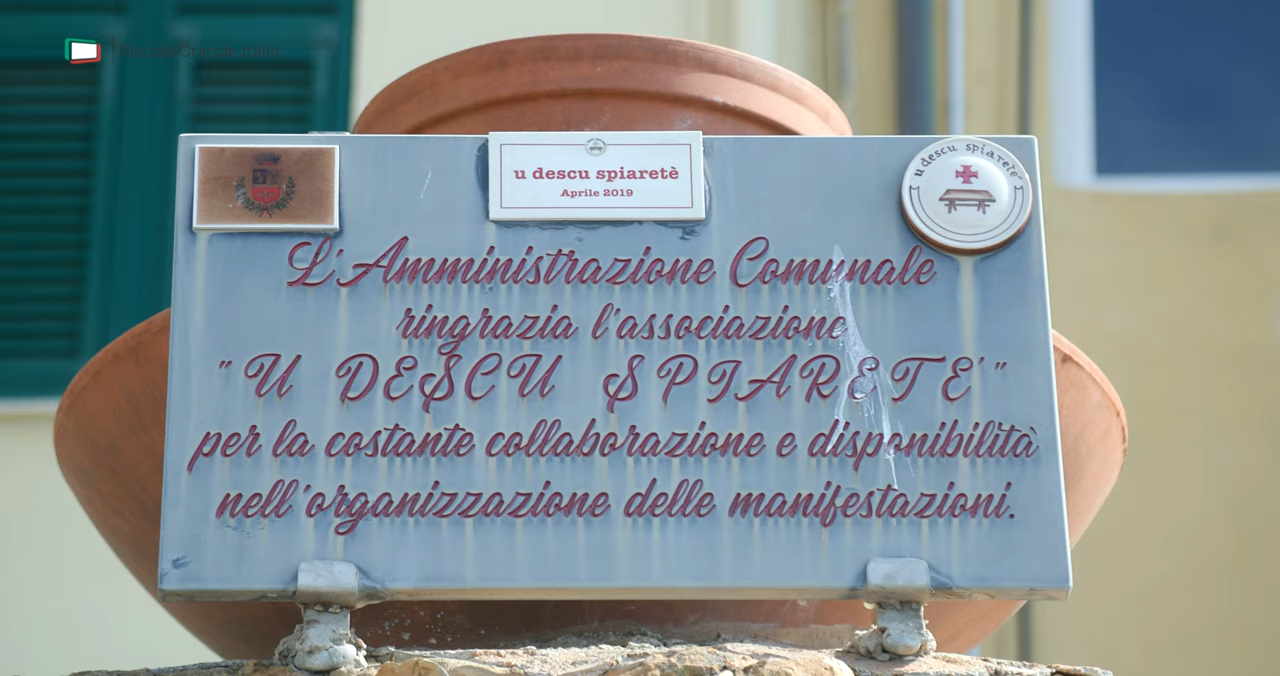 u descu spiaretè
Aprile 2019
u descu spiaretè
L'Amministrazione Comunale
ringrazia l'associazione
" U DESCU SPIARETE' "
per la costante collaborazione e disponibilità
nell'organizzazione delle manifestazioni.